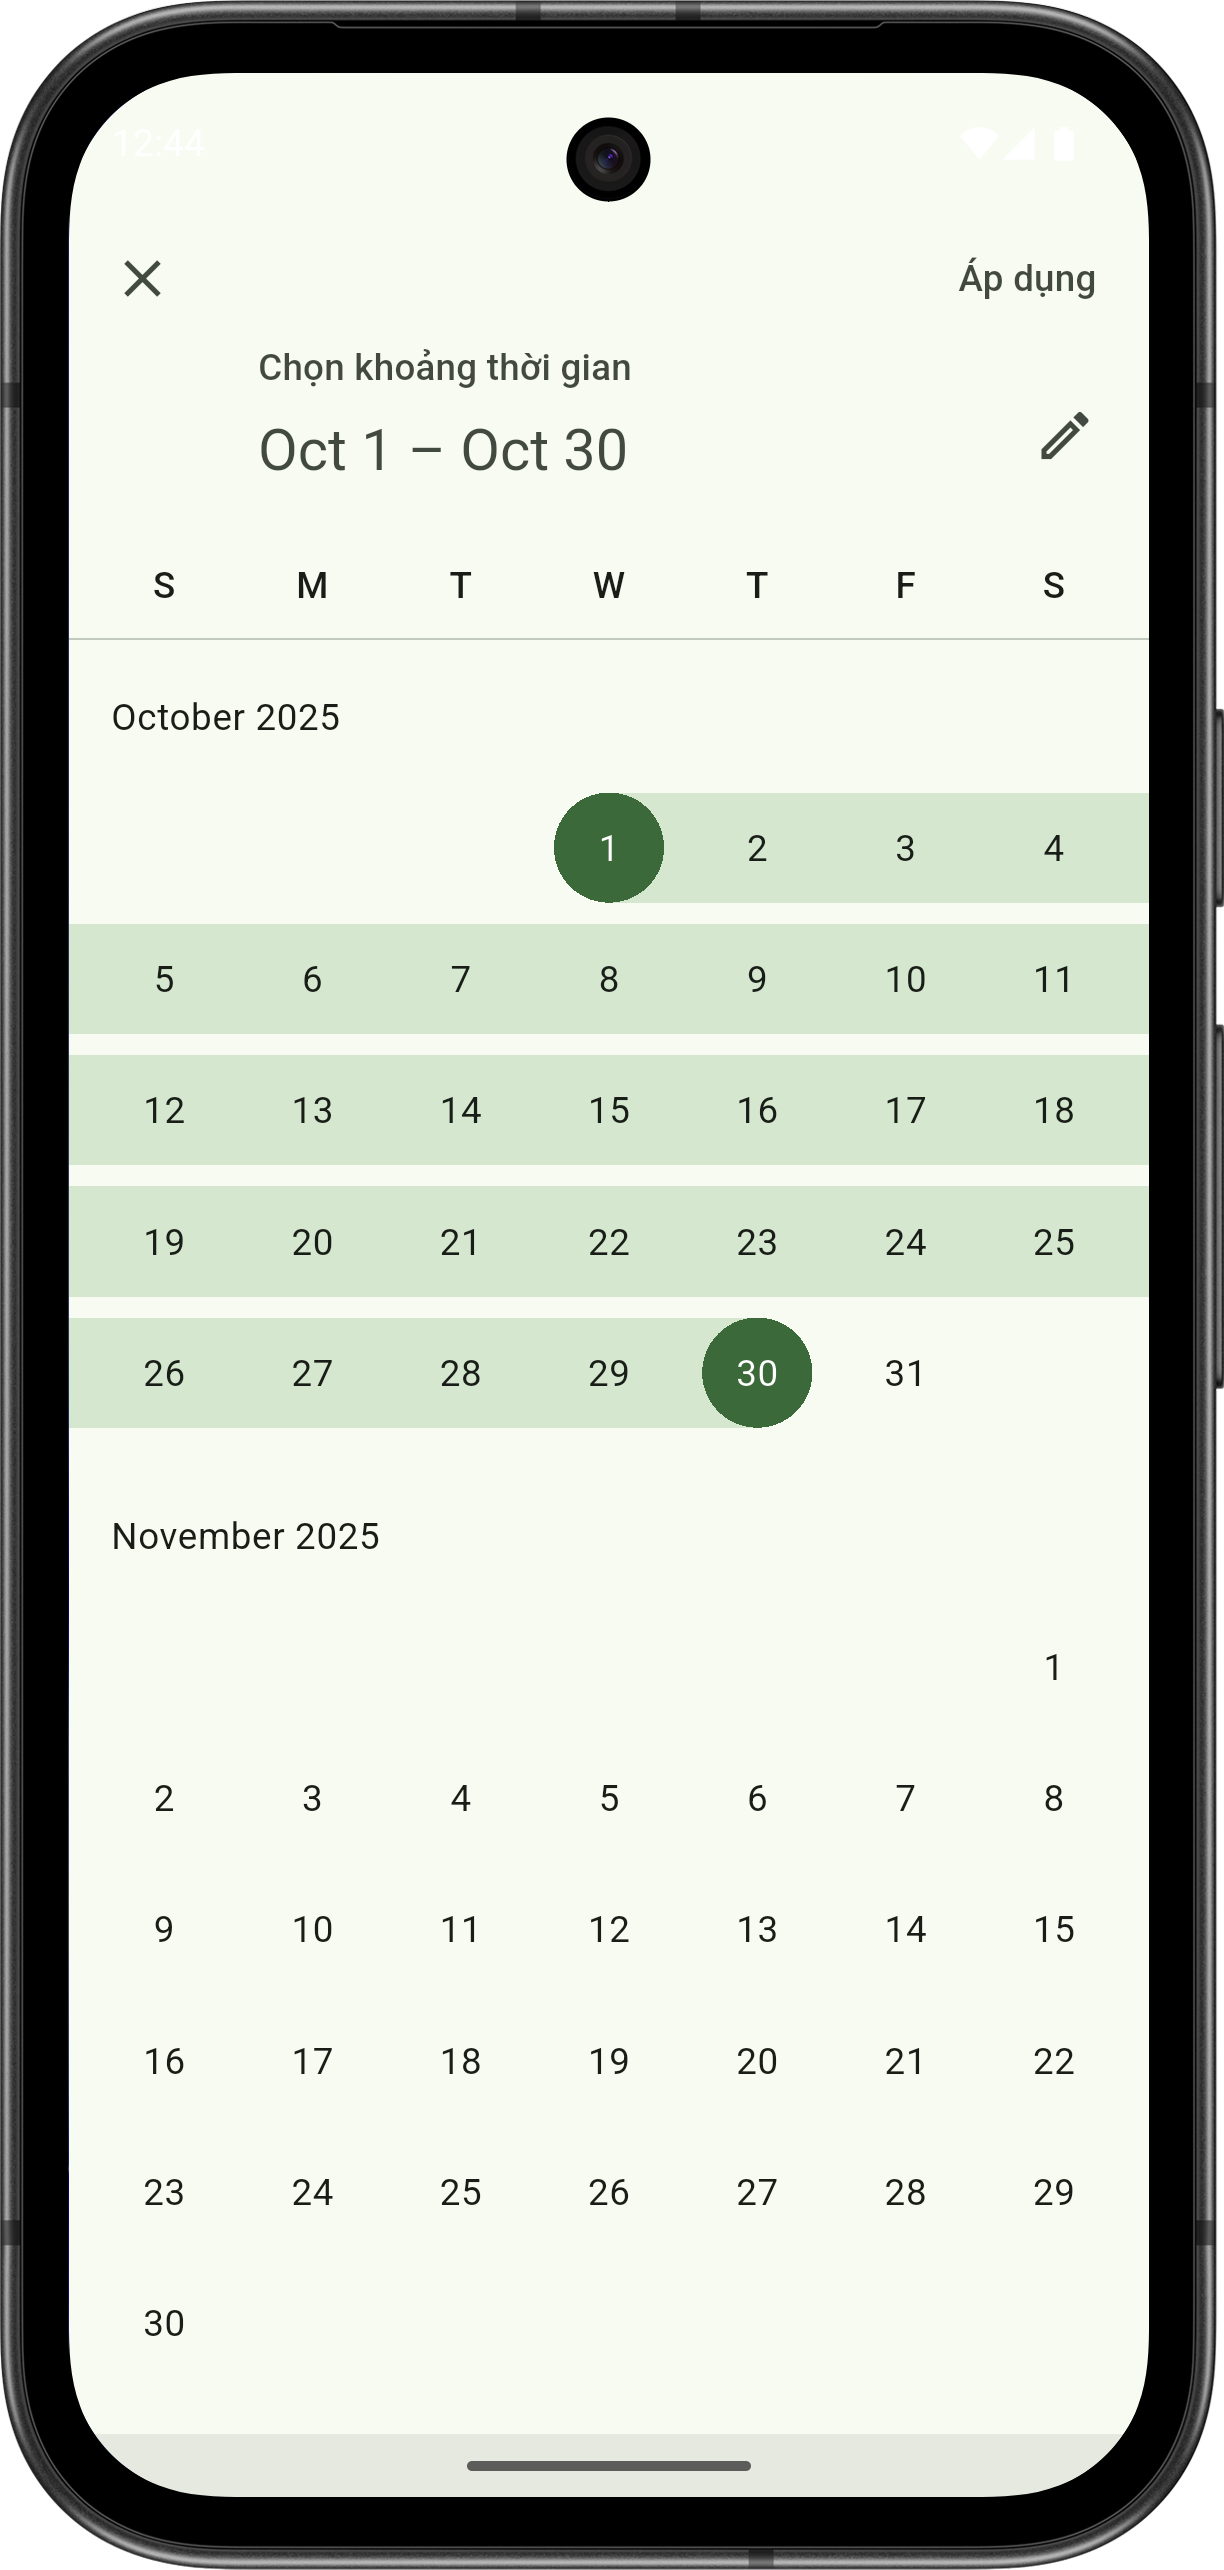 12:44
Áp dụng
Chọn khoảng thời gian
Oct 1 – Oct 30
S M T W T F S
October 2025
1 2 3 4
5 6 7 8 9 10 11
12 13 14 15 16 17 18
19 20 21 22 23 24 25
26 27 28 29 30 31
November 2025
1
2 3 4 5 6 7 8
9 10 11 12 13 14 15
16 17 18 19 20 21 22
23 24 25 26 27 28 29
30